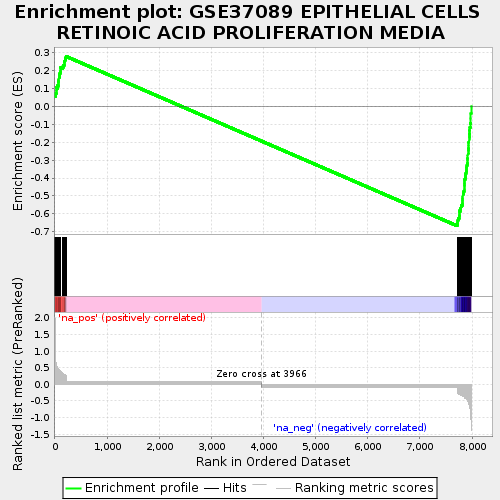 Enrichment plot: GSE37089 EPITHELIAL CELLS
RETINOIC ACID PROLIFERATION MEDIA
Enrichment score (ES)
0.3
0.2
0.1
0.0
-0.1
-0.2
-0.3
-0.4
-0.5
-0.6
-0.7
Ranked list metric (PreRanked)
2.0
1.5
1.0
0.5
0.0
-0.5
-1.0
-1.5
'na_pos' (positively correlated)
Zero cross at 3966
'na_neg' (negatively correlated)
0
1,000
2,000
3,000
4,000
5,000
6,000
7,000
8,000
Rank in Ordered Dataset
Enrichment profile
Hits
Ranking metric scores